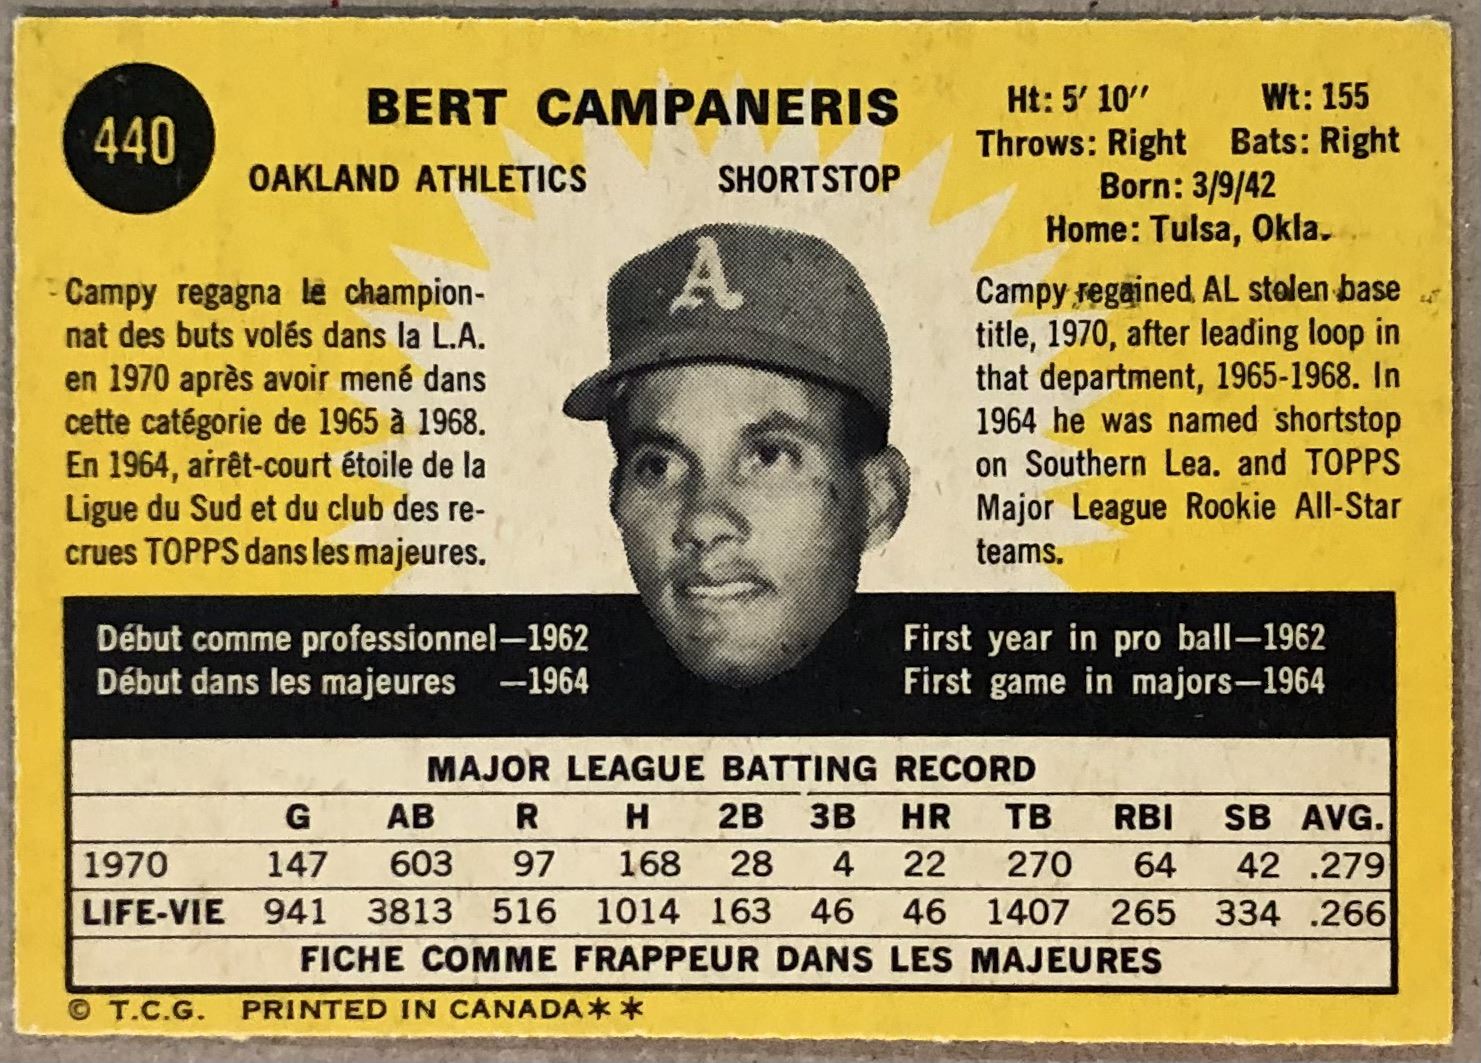 440
BERT CAMPANERIS
OAKLAND ATHLETICS SHORTSTOP
Ht: 5' 10'' Wt: 155
Throws: Right Bats: Right
Born: 3/9/42
Home: Tulsa, Okla.
Campy regagna le champion-
nat des buts volés dans la L.A.
en 1970 après avoir mené dans
cette catégorie de 1965 à 1968.
En 1964, arrêt-court étoile de la
Ligue du Sud et du club des re-
crues TOPPS dans les majeures.
A
Campy regained AL stolen base
title, 1970, after leading loop in
that department, 1965-1968. In
1964 he was named shortstop
on Southern Lea. and TOPPS
Major League Rookie All-Star
teams.
Début comme professionnel—1962
Début dans les majeures —1964
First year in pro ball—1962
First game in majors—1964
MAJOR LEAGUE BATTING RECORD
G AB R H 2B 3B HR TB RBI SB AVG.
1970 147 603 97 168 28 4 22 270 64 42 .279
LIFE-VIE 941 3813 516 1014 163 46 46 1407 265 334 .266
FICHE COMME FRAPPEUR DANS LES MAJEURES
© T.C.G. PRINTED IN CANADA**